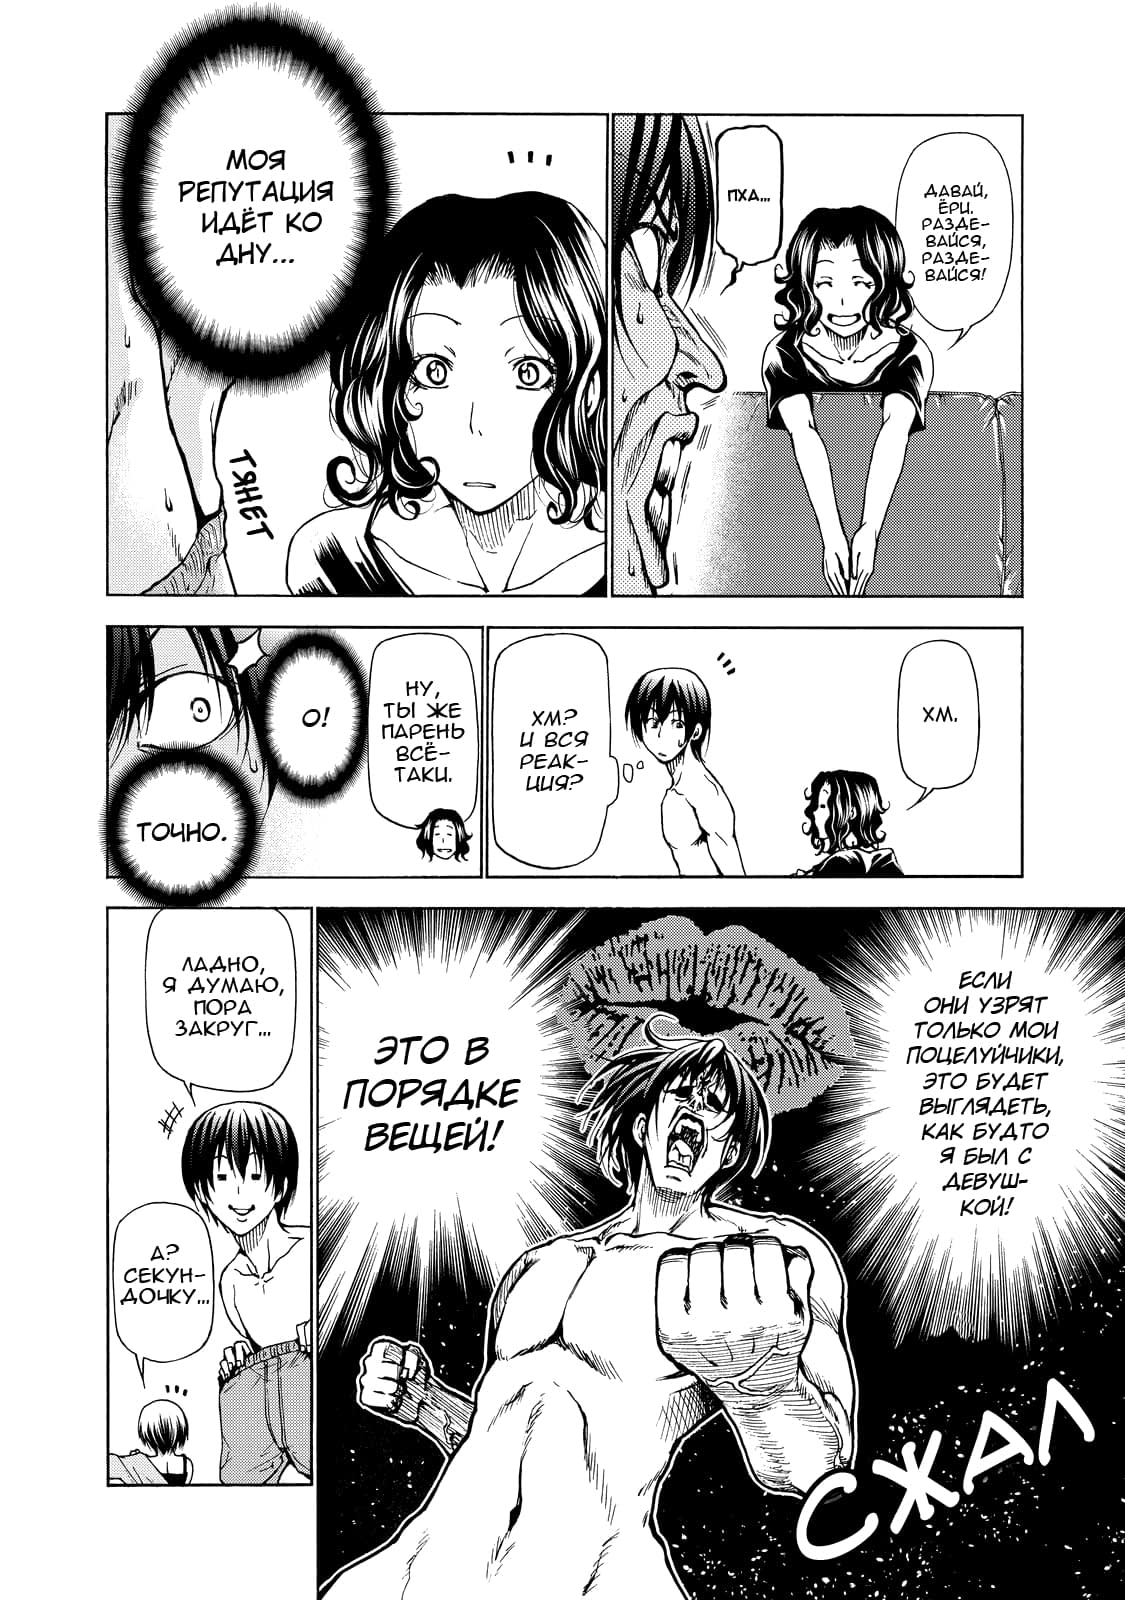 ДАВАЙ,
ЁРИ.
РАЗДЕ-
ВАЙСЯ,
РАЗДЕ-
ВАЙСЯ!
ПХА...
МОЯ
РЕПУТАЦИЯ
ИДЁТ КО
ДНУ...
ТЯНЕТ
ХМ.
ХМ?
И ВСЯ
РЕАК-
ЦИЯ?
НУ,
ТЫ ЖЕ
ПАРЕНЬ
ВСЁ-
ТАКИ.
О!
ТОЧНО.
ЕСЛИ
ОНИ УЗРЯТ
ТОЛЬКО МОИ
ПОЦЕЛУЙЧИКИ,
ЭТО БУДЕТ
ВЫГЛЯДЕТЬ,
КАК БУДТО
Я БЫЛ С
ДЕВУШ-
КОЙ!
ЭТО В
ПОРЯДКЕ
ВЕЩЕЙ!
СЖАЛ
ЛАДНО,
Я ДУМАЮ,
ПОРА
ЗАКРУГ...
А?
СЕКУН-
ДОЧКУ...